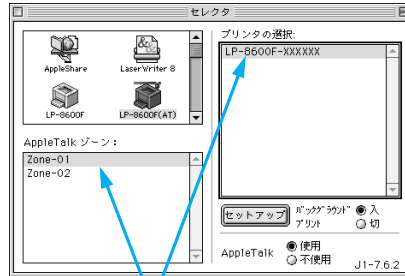 セレクタ
AppleShare
LaserWriter 8
LP-8600F
LP-8600F(AT)
AppleTalk ゾーン：
Zone-01
Zone-02
プリンタの選択:
LP-8600F-XXXXXX
セットアップ
バックグラウンド
プリント
入
切
AppleTalk
使用
不使用
J1-7.6.2